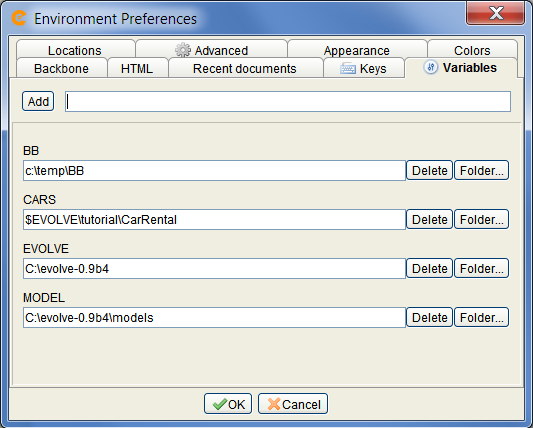 Environment Preferences
Locations Advanced Appearance Colors
Backbone HTML Recent documents Keys Variables
Add
BB
c:\temp\BB Delete Folder...
CARS
$EVOLVE\tutorial\CarRental Delete Folder...
EVOLVE
C:\evolve-0.9b4 Delete Folder...
MODEL
C:\evolve-0.9b4\models Delete Folder...
OK Cancel